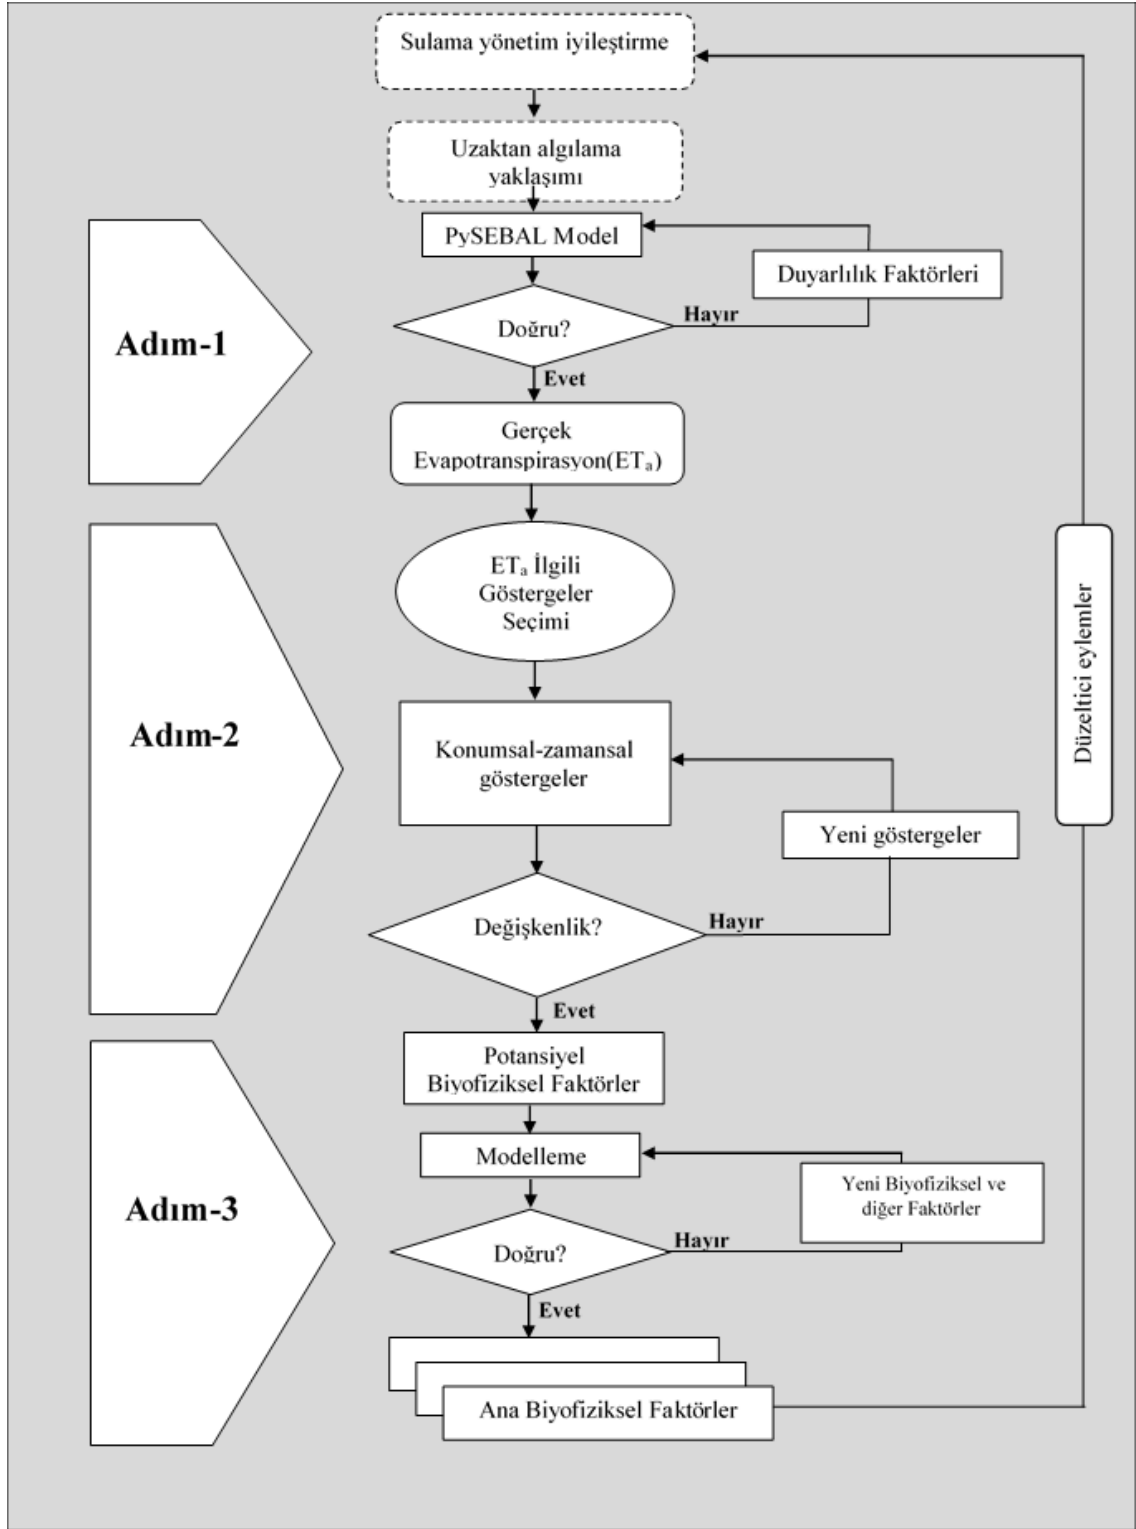 Sulama yönetim iyileştirme
Uzaktan algılama
yaklaşımı
PySEBAL Model
Duyarlılık Faktörleri
Adım-1
Doğru?
Hayır
Evet
Gerçek
Evapotranspirasyon(ETₐ)
ETₐ İlgili
Göstergeler
Seçimi
Düzeltici eylemler
Adım-2
Konumsal-zamansal
göstergeler
Yeni göstergeler
Değişkenlik?
Hayır
Evet
Potansiyel
Biyofiziksel Faktörler
Modelleme
Yeni Biyofiziksel ve
diğer Faktörler
Adım-3
Doğru?
Hayır
Evet
Ana Biyofiziksel Faktörler